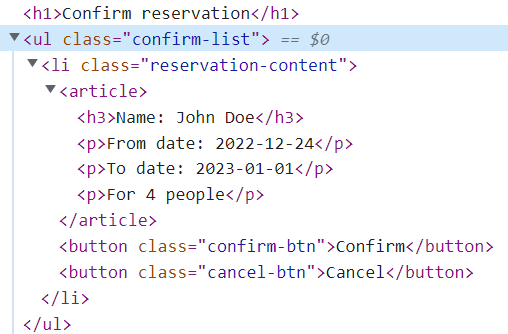 <h1>Confirm reservation</h1>
<ul class="confirm-list"> == $0
<li class="reservation-content">
<article>
<h3>Name: John Doe</h3>
<p>From date: 2022-12-24</p>
<p>To date: 2023-01-01</p>
<p>For 4 people</p>
</article>
<button class="confirm-btn">Confirm</button>
<button class="cancel-btn">Cancel</button>
</li>
</ul>